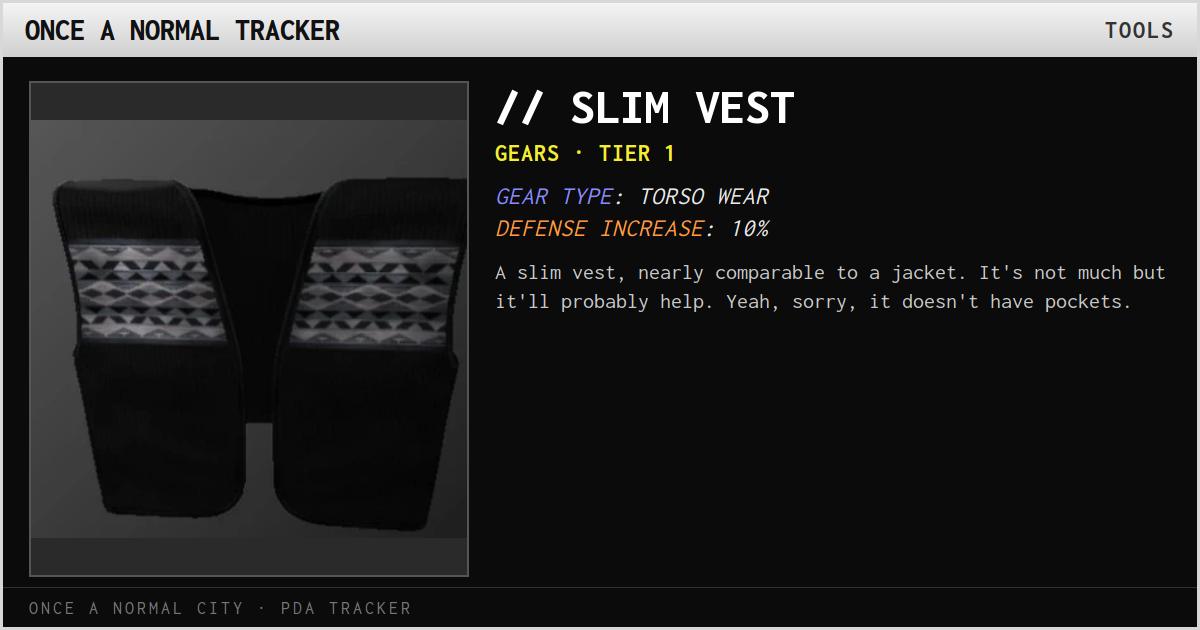 ONCE A NORMAL TRACKER
TOOLS
// SLIM VEST
GEARS · TIER 1
GEAR TYPE: TORSO WEAR
DEFENSE INCREASE: 10%
A slim vest, nearly comparable to a jacket. It's not much but
it'll probably help. Yeah, sorry, it doesn't have pockets.
ONCE A NORMAL CITY · PDA TRACKER